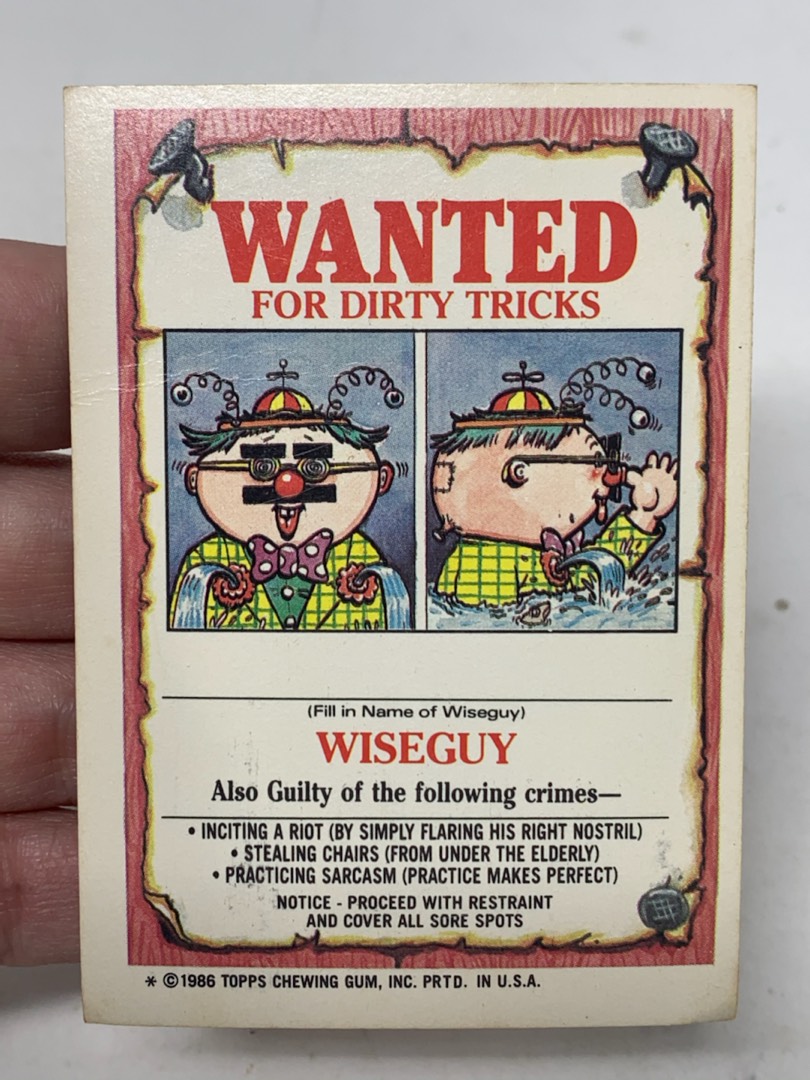 WANTED
FOR DIRTY TRICKS
(Fill in Name of Wiseguy)
WISEGUY
Also Guilty of the following crimes—
• INCITING A RIOT (BY SIMPLY FLARING HIS RIGHT NOSTRIL)
• STEALING CHAIRS (FROM UNDER THE ELDERLY)
• PRACTICING SARCASM (PRACTICE MAKES PERFECT)
NOTICE - PROCEED WITH RESTRAINT
AND COVER ALL SORE SPOTS
* ©1986 TOPPS CHEWING GUM, INC. PRTD. IN U.S.A.